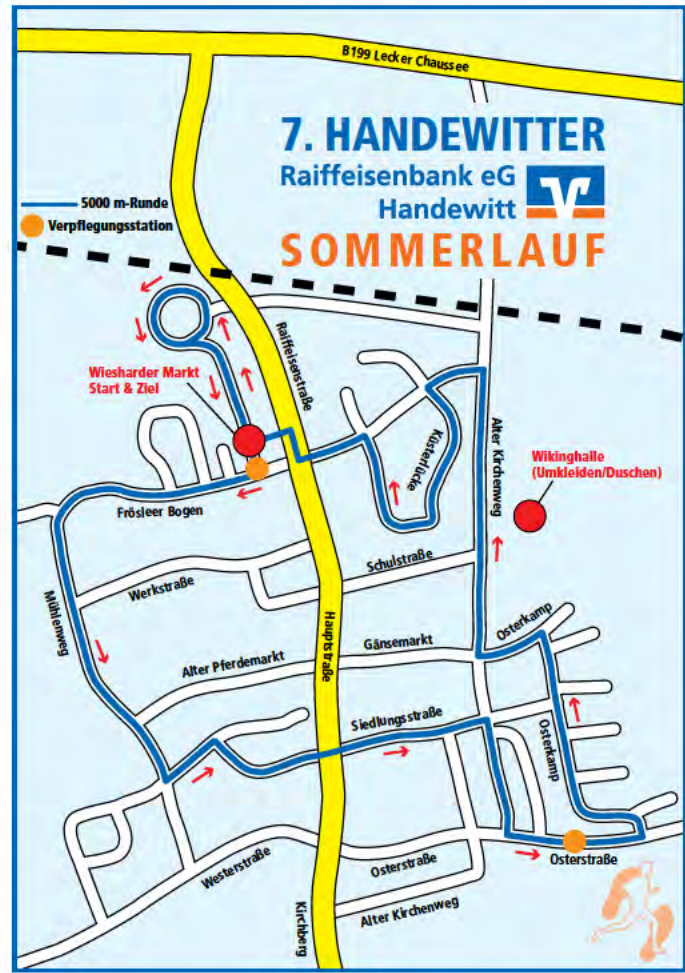 B199 Lecker Chaussee
7. HANDEWITTER
Raiffeisenbank eG
Handewitt
SOMMERLAUF
5000 m-Runde
Verpflegungsstation
Raiffeisenstraße
Wiesharder Markt
Start & Ziel
Küsterlücke
Alter Kirchenweg
Wikinghalle
(Umkleiden/Duschen)
Frösleer Bogen
Schulstraße
Werkstraße
Mühlenweg
Hauptstraße
Osterkamp
Gänsemarkt
Alter Pferdemarkt
Siedlungsstraße
Osterkamp
Osterstraße
Osterstraße
Westerstraße
Alter Kirchenweg
Kirchberg